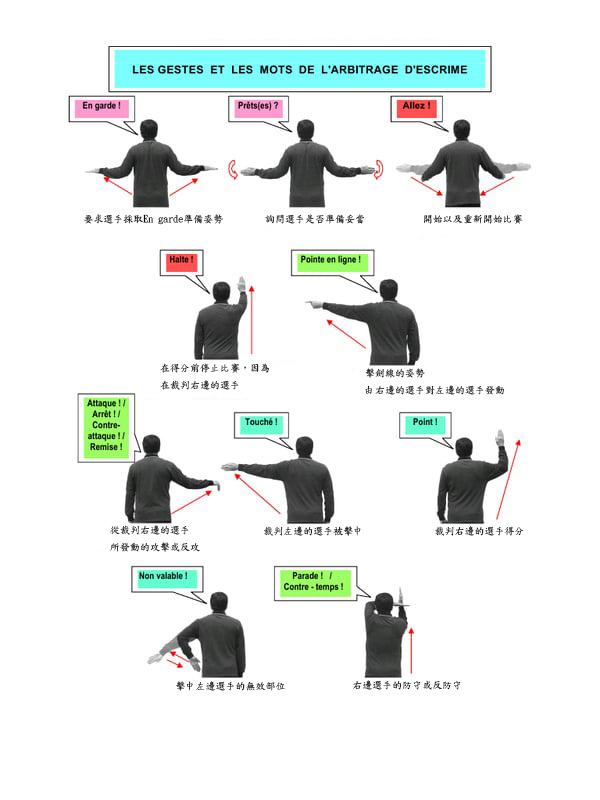 LES GESTES ET LES MOTS DE L'ARBITRAGE D'ESCRIME
En garde !
Prêts(es) ?
Allez !
要求選手採取En garde準備姿勢
詢問選手是否準備妥當
開始以及重新開始比賽
Halte !
Pointe en ligne !
在得分前停止比賽，因為
在裁判右邊的選手
擊劍線的姿勢
由右邊的選手對左邊的選手發動
Attaque ! /
Arrêt ! /
Contre-
attaque ! /
Remise !
Touché !
Point !
從裁判右邊的選手
所發動的攻擊或反攻
裁判左邊的選手被擊中
裁判右邊的選手得分
Non valable !
Parade ! /
Contre - temps !
擊中左邊選手的無效部位
右邊選手的防守或反防守